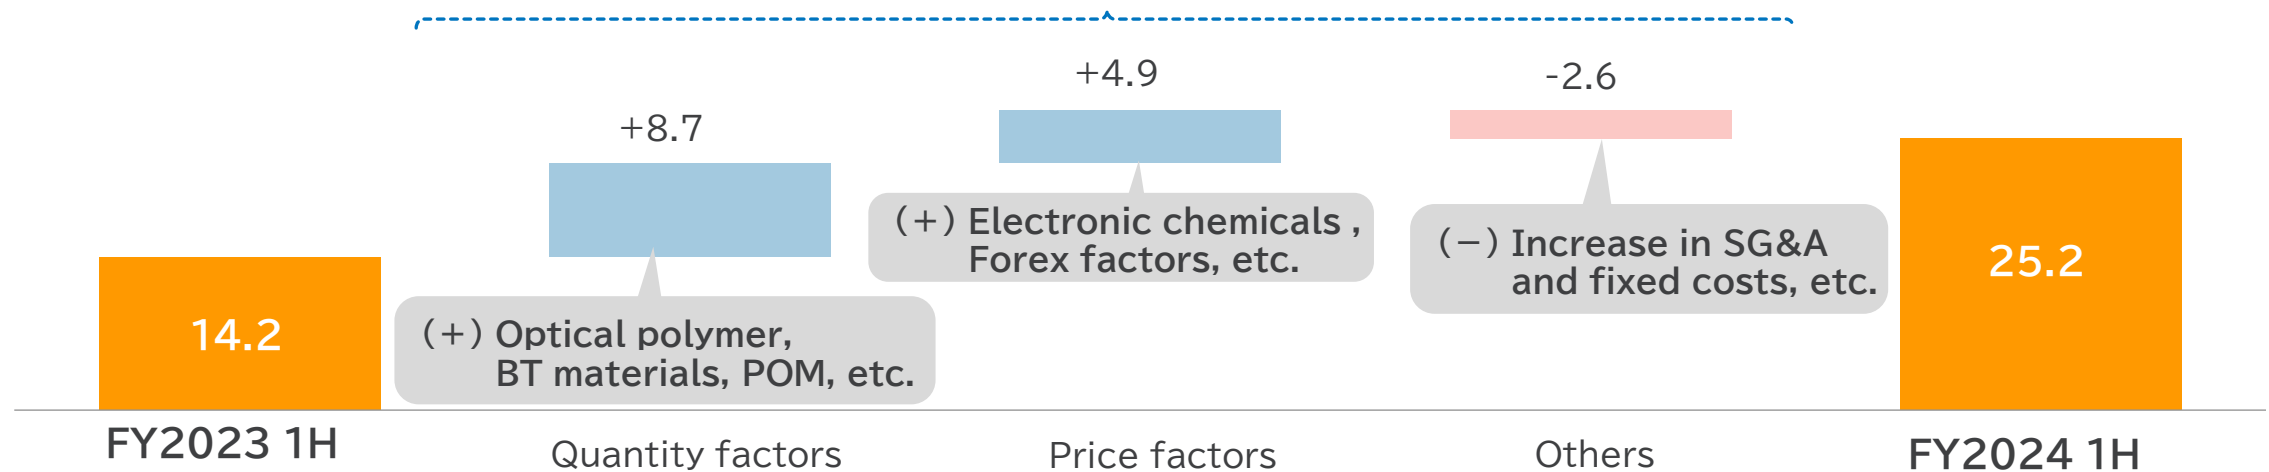 +8.7
+4.9
-2.6
14.2
(+) Optical polymer,
BT materials, POM, etc.
(+) Electronic chemicals ,
Forex factors, etc.
(−) Increase in SG&A
and fixed costs, etc.
25.2
FY2023 1H
Quantity factors
Price factors
Others
FY2024 1H